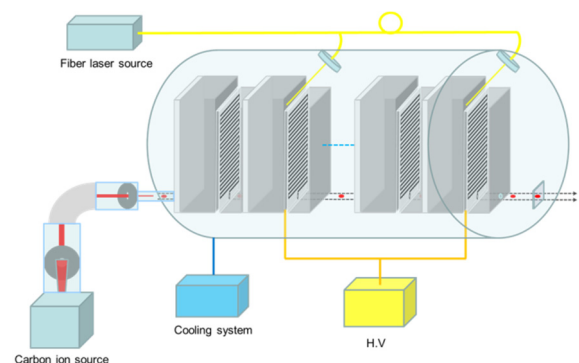 Fiber laser source
Cooling system
H.V
Carbon ion source